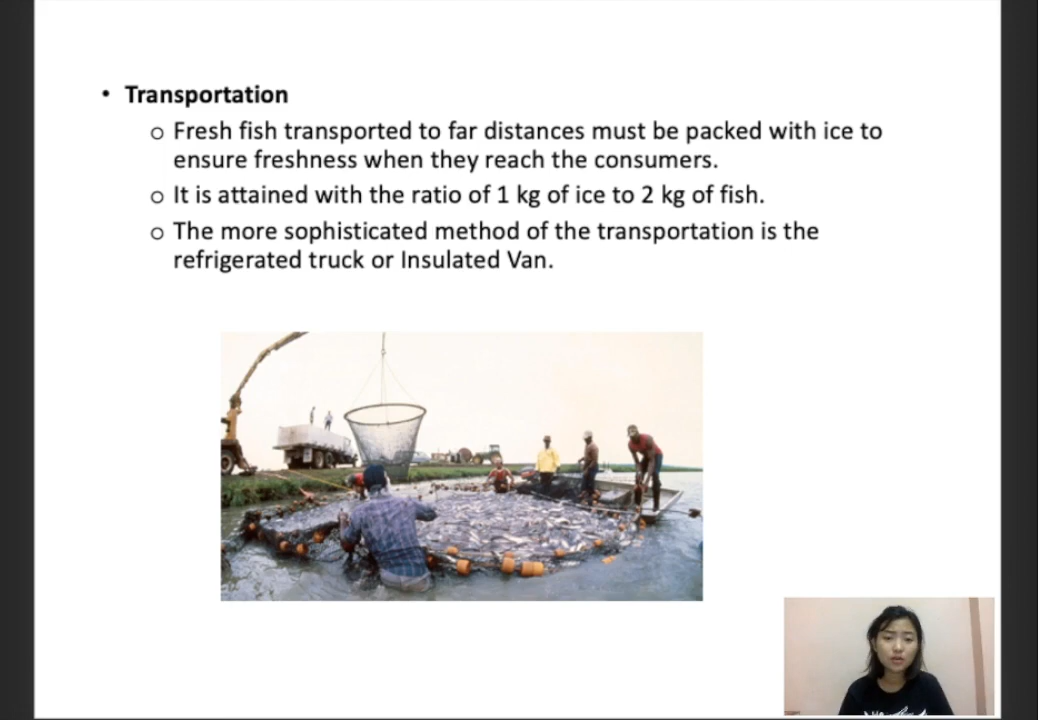 • Transportation
o Fresh fish transported to far distances must be packed with ice to
ensure freshness when they reach the consumers.
o It is attained with the ratio of 1 kg of ice to 2 kg of fish.
o The more sophisticated method of the transportation is the
refrigerated truck or Insulated Van.